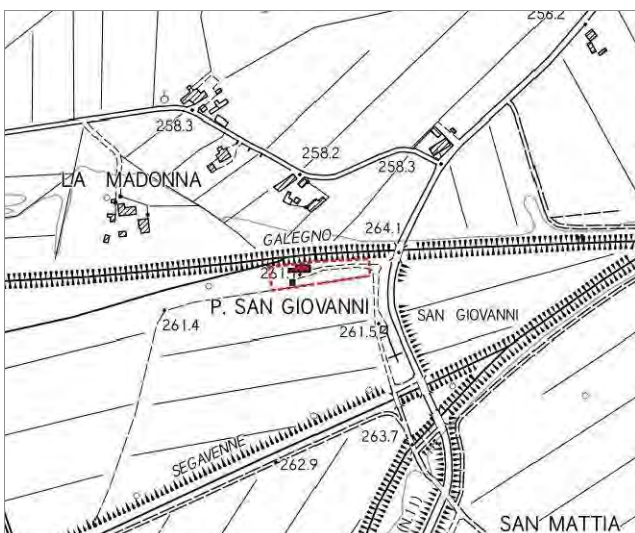 256.2
258.3
258.2
258.3
LA MADONNA
264.1
GALEGNO
261.
P. SAN GIOVANNI
SAN GIOVANNI
261.4
261.5
263.7
SEGAVENNE
262.9
SAN MATTIA